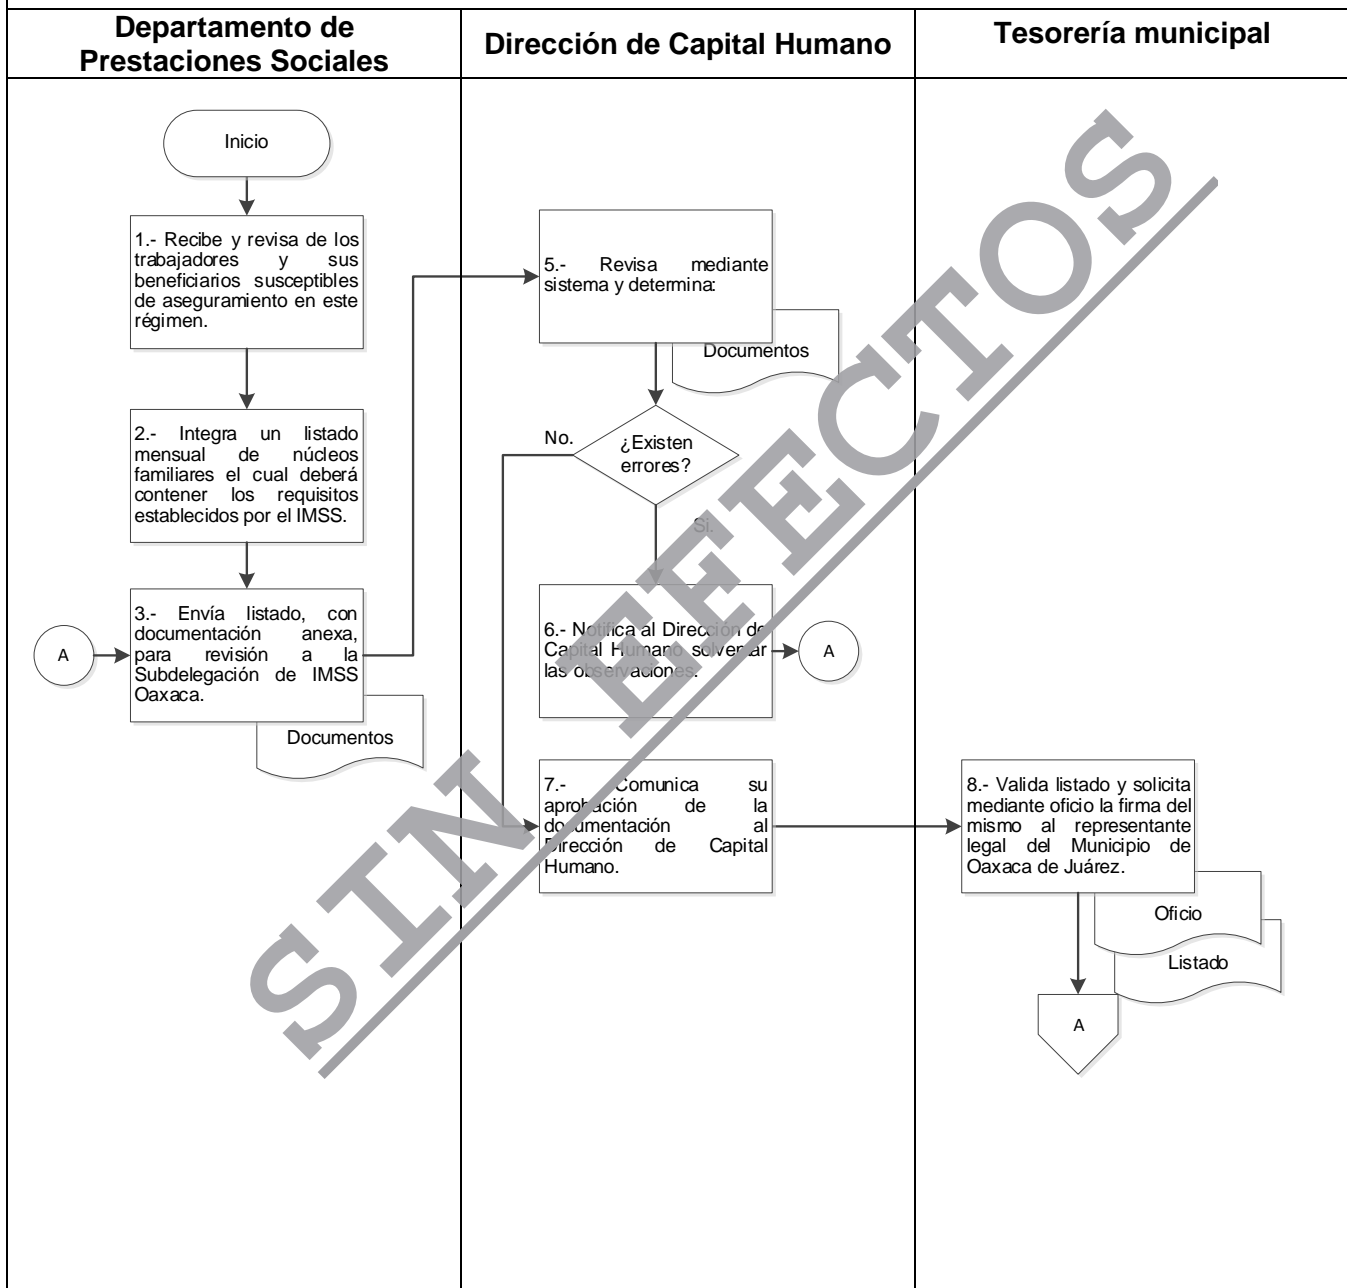 Departamento de
Prestaciones Sociales
Dirección de Capital Humano
Tesorería municipal
Inicio
1.- Recibe y revisa de los
trabajadores y sus
beneficiarios susceptibles
de aseguramiento en este
régimen.
2.- Integra un listado
mensual de núcleos
familiares el cual deberá
contener los requisitos
establecidos por el IMSS.
A
3.- Envía listado, con
documentación anexa,
para revisión a la
Subdelegación de IMSS
Oaxaca.
Documentos
5.- Revisa mediante
sistema y determina:
Documentos
No.
¿Existen
errores?
Si.
6.- Notifica al Dirección de
Capital Humano solventar
las observaciones.
A
7.- Comunica su
aprobación de la
documentación al
Dirección de Capital
Humano.
8.- Valida listado y solicita
mediante oficio la firma del
mismo al representante
legal del Municipio de
Oaxaca de Juárez.
Oficio
Listado
A
SIN EFECTOS